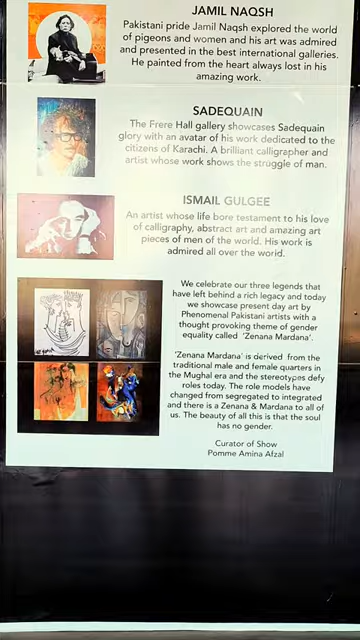 JAMIL NAQSH
Pakistani pride Jamil Naqsh explored the world
of pigeons and women and his art was admired
and presented in the best international galleries.
He painted from the heart always lost in his
amazing work.
SADEQUAIN
The Frere Hall gallery showcases Sadequain
glory with an avatar of his work dedicated to the
citizens of Karachi. A brilliant calligrapher and
artist whose work shows the struggle of man.
ISMAIL GULGEE
An artist whose life bore testament to his love
of calligraphy, abstract art and amazing art
pieces of men of the world. His work is
admired all over the world.
We celebrate our three legends that
have left behind a rich legacy and today
we showcase present day art by
Phenomenal Pakistani artists with a
thought provoking theme of gender
equality called 'Zenana Mardana'.
'Zenana Mardana' is derived from the
traditional male and female quarters in
the Mughal era and the stereotypes defy
roles today. The role models have
changed from segregated to integrated
and there is a Zenana & Mardana to all of
us. The beauty of all this is that the soul
has no gender.
Curator of Show
Pomme Amina Afzal